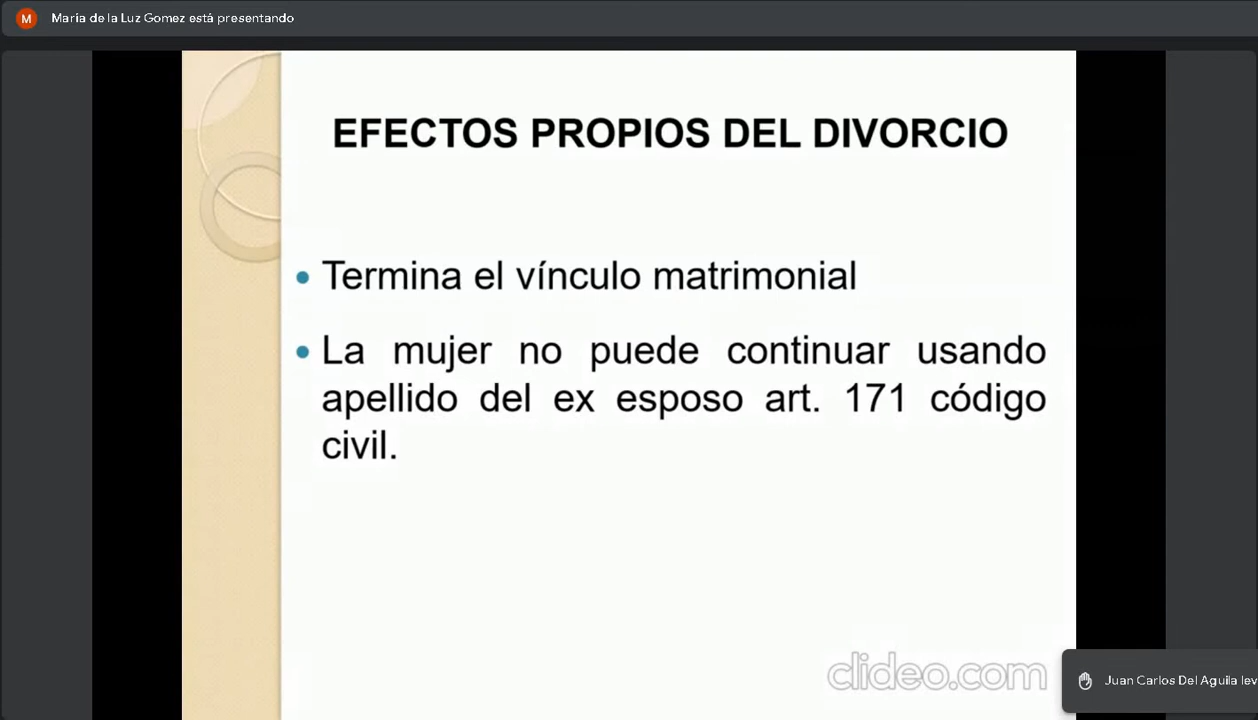 M
Maria de la Luz Gomez está presentando
EFECTOS PROPIOS DEL DIVORCIO
• Termina el vínculo matrimonial
• La mujer no puede continuar usando
apellido del ex esposo art. 171 código
civil.
clideo.com
Juan Carlos Del Aguila lev